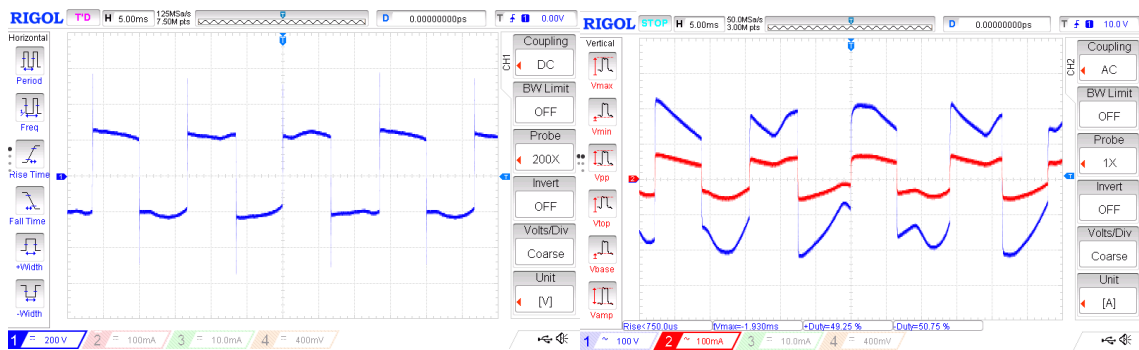 RIGOL T'D H 5.00ms 125MSa/s 7.50M pts D 0.00000000ps T 1 0.00V
Horizontal
Period
Freq
Rise Time
Fall Time
+Width
-Width
CH1
Coupling
DC
BW Limit
OFF
Probe
200X
Invert
OFF
Volts/Div
Coarse
Unit
[V]
1 = 200 V 2 = 100mA 3 = 10.0mA 4 = 400mV
RIGOL STOP H 5.00ms 50.0MSa/s 3.00M pts D 0.00000000ps T 1 10.0 V
Vertical
Vmax
Vmin
Vpp
Vtop
Vbase
Vamp
CH2
Coupling
AC
BW Limit
OFF
Probe
1X
Invert
OFF
Volts/Div
Coarse
Unit
[A]
Rise<750.0us tVmax=-1.930ms +Duty=49.25 % -Duty=50.75 %
1 ~ 100 V 2 ~ 100mA 3 = 10.0mA 4 = 400mV